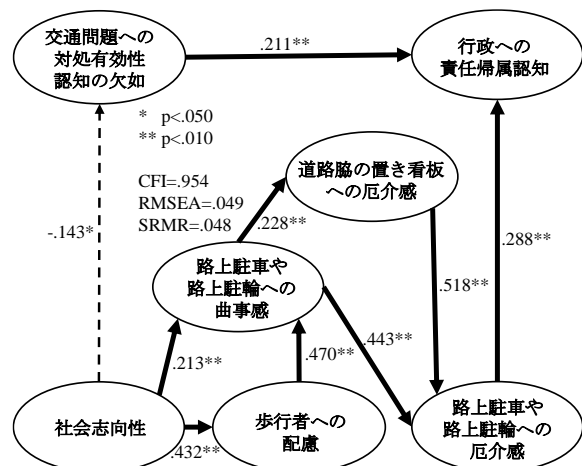 交通問題への
対処有効性
認知の欠如
.211**
行政への
責任帰属認知
* p<.050
** p<.010
CFI=.954
RMSEA=.049
SRMR=.048
道路脇の置き看板
への厄介感
.228**
-.143*
.288**
路上駐車や
路上駐輪への
曲事感
.518**
.443**
.213**
.470**
社会志向性
.432**
歩行者への
配慮
路上駐車や
路上駐輪への
厄介感